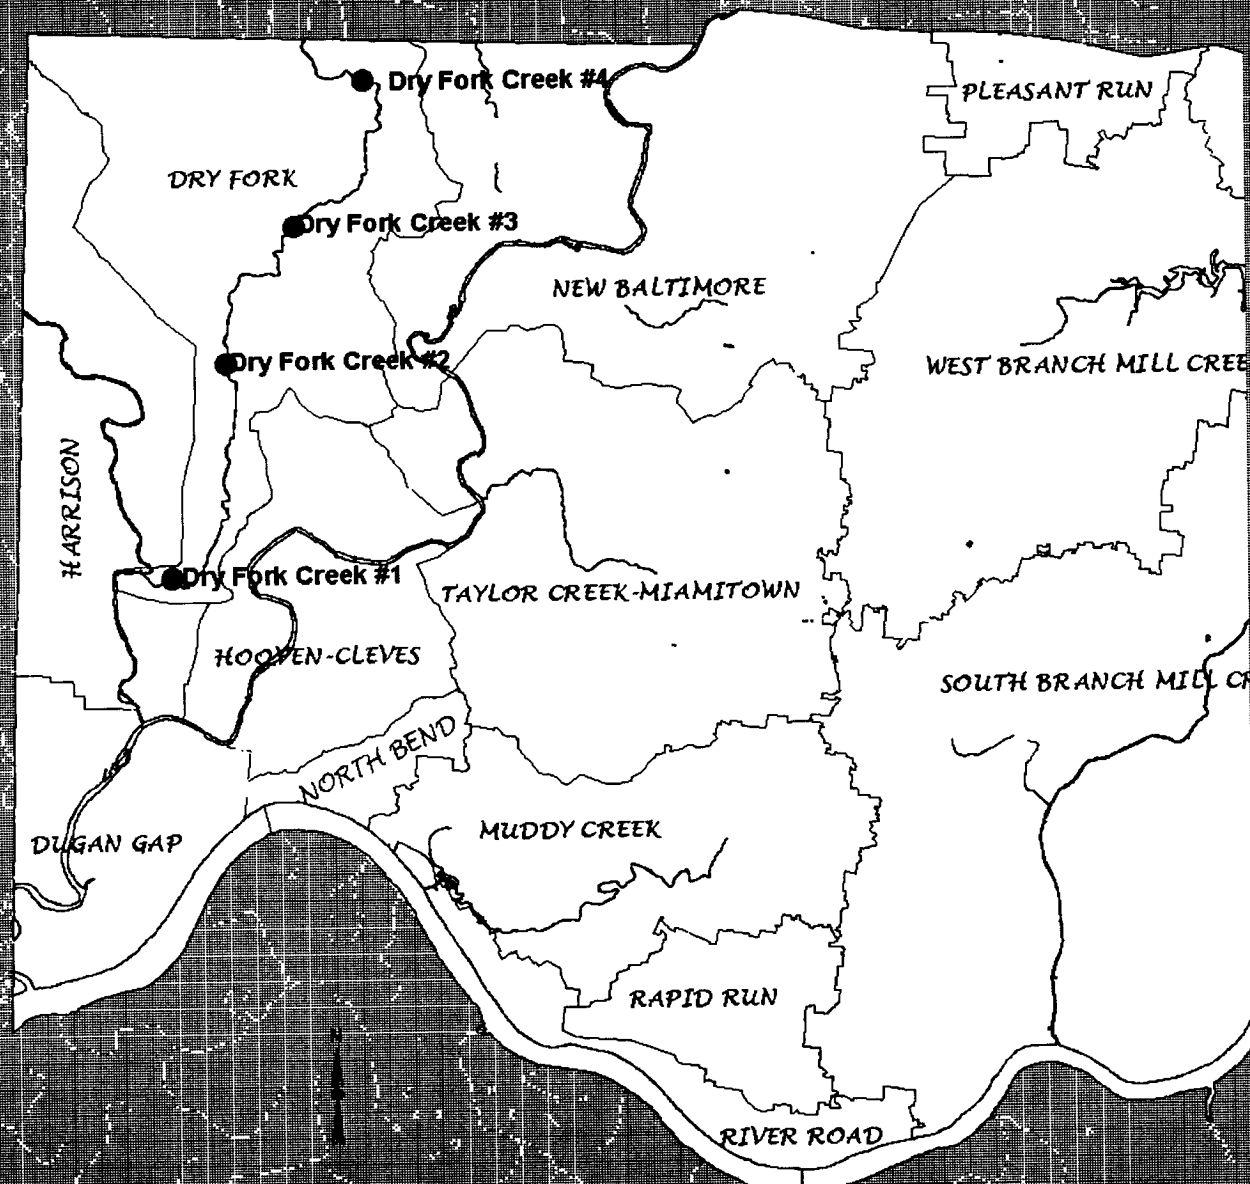 Dry Fork Creek #4
PLEASANT RUN
DRY FORK
Dry Fork Creek #3
NEW BALTIMORE
Dry Fork Creek #2
WEST BRANCH MILL CREE
HARRISON
Dry Fork Creek #1
TAYLOR CREEK-MIAMITOWN
HOOVEN-CLEVES
SOUTH BRANCH MILL CR
NORTH BEND
MUDDY CREEK
DUGAN GAP
RAPID RUN
N
RIVER ROAD